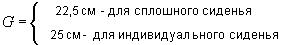 G = { 22,5 см - для сплошного сиденья
25 см - для индивидуального сиденья